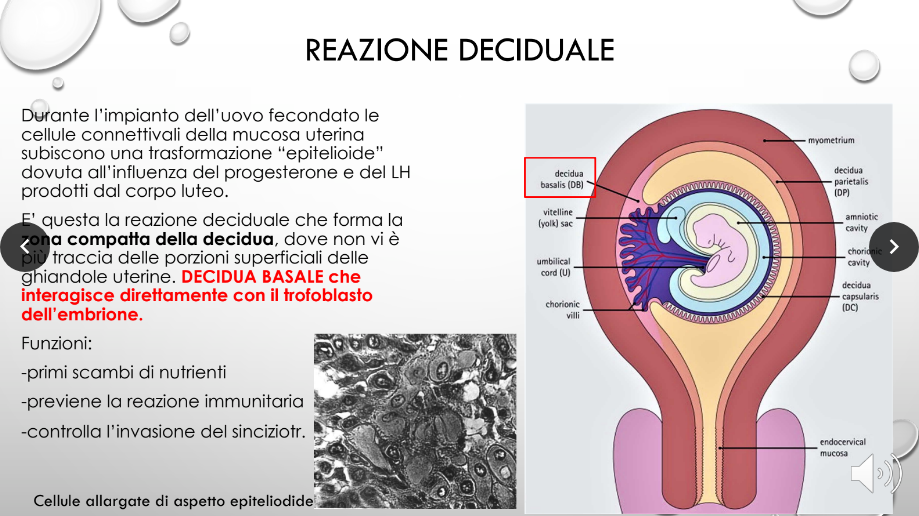 REAZIONE DECIDUALE
Durante l'impianto dell'uovo fecondato le
cellule connettivali della mucosa uterina
subiscono una trasformazione "epitelioide"
dovuta all'influenza del progesterone e del LH
prodotti dal corpo luteo.
E' questa la reazione deciduale che forma la
zona compatta della decidua, dove non vi è
più traccia delle porzioni superficiali delle
ghiandole uterine. DECIDUA BASALE che
interagisce direttamente con il trofoblasto
dell'embrione.
Funzioni:
-primi scambi di nutrienti
-previene la reazione immunitaria
-controlla l'invasione del sinciziotr.
Cellule allargate di aspetto epiteliodide
decidua
basalis (DB)
vitelline
(yolk) sac
umbilical
cord (U)
chorionic
villi
myometrium
decidua
parietalis
(DP)
amniotic
cavity
chorionic
cavity
decidua
capsularis
(DC)
endocervical
mucosa